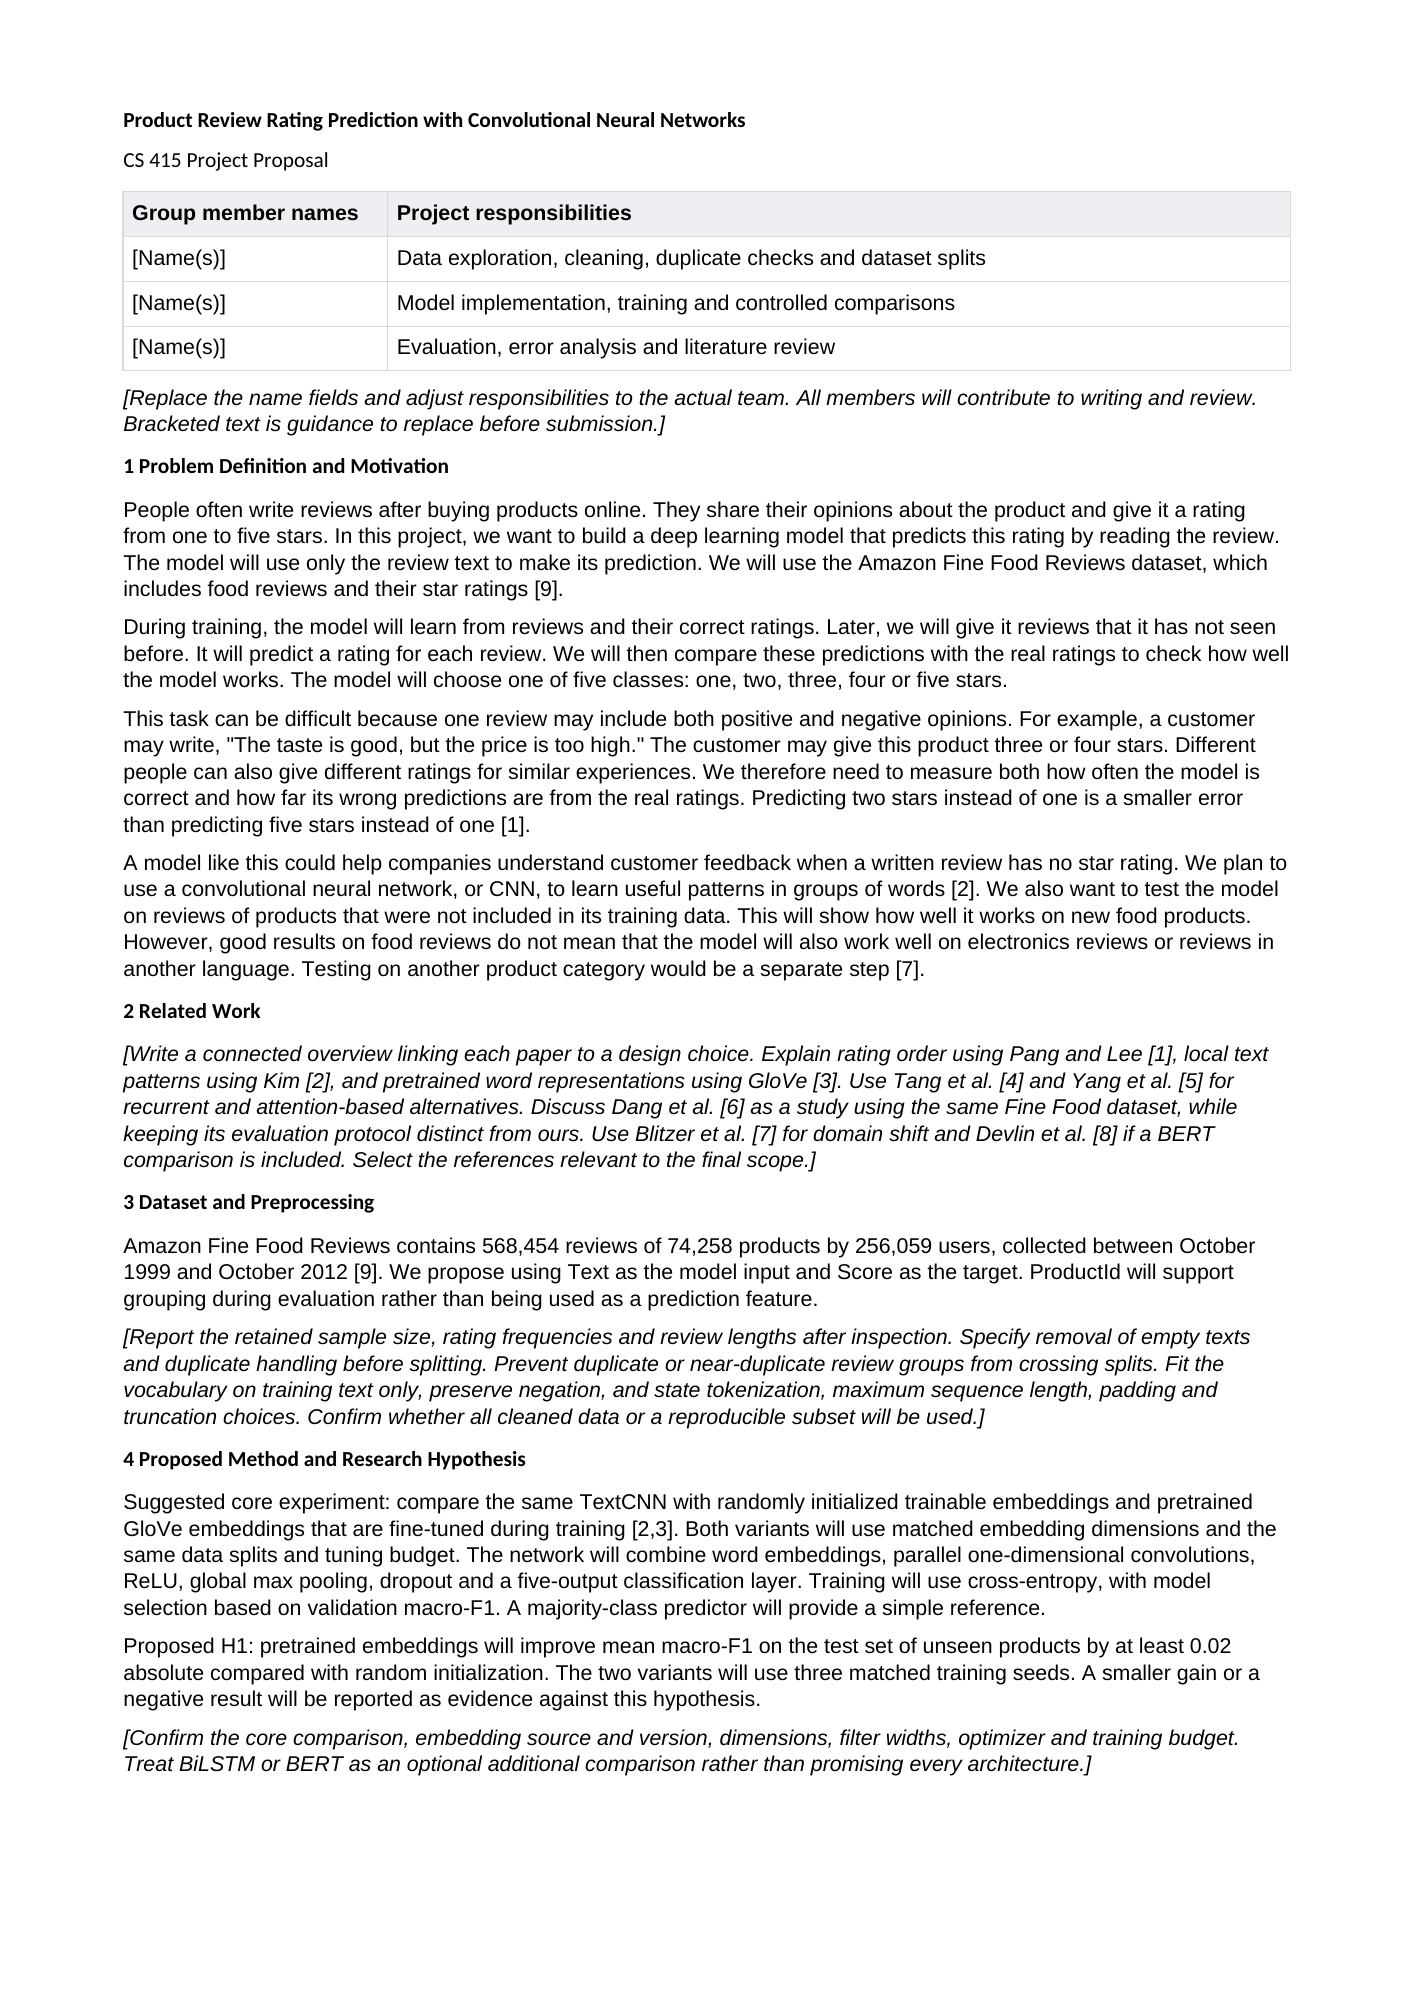 Product Review Rating Prediction with Convolutional Neural Networks
CS 415 Project Proposal
Group member names Project responsibilities
[Name(s)] Data exploration, cleaning, duplicate checks and dataset splits
[Name(s)] Model implementation, training and controlled comparisons
[Name(s)] Evaluation, error analysis and literature review
[Replace the name fields and adjust responsibilities to the actual team. All members will contribute to writing and review.
Bracketed text is guidance to replace before submission.]
1 Problem Definition and Motivation
People often write reviews after buying products online. They share their opinions about the product and give it a rating
from one to five stars. In this project, we want to build a deep learning model that predicts this rating by reading the review.
The model will use only the review text to make its prediction. We will use the Amazon Fine Food Reviews dataset, which
includes food reviews and their star ratings [9].
During training, the model will learn from reviews and their correct ratings. Later, we will give it reviews that it has not seen
before. It will predict a rating for each review. We will then compare these predictions with the real ratings to check how well
the model works. The model will choose one of five classes: one, two, three, four or five stars.
This task can be difficult because one review may include both positive and negative opinions. For example, a customer
may write, "The taste is good, but the price is too high." The customer may give this product three or four stars. Different
people can also give different ratings for similar experiences. We therefore need to measure both how often the model is
correct and how far its wrong predictions are from the real ratings. Predicting two stars instead of one is a smaller error
than predicting five stars instead of one [1].
A model like this could help companies understand customer feedback when a written review has no star rating. We plan to
use a convolutional neural network, or CNN, to learn useful patterns in groups of words [2]. We also want to test the model
on reviews of products that were not included in its training data. This will show how well it works on new food products.
However, good results on food reviews do not mean that the model will also work well on electronics reviews or reviews in
another language. Testing on another product category would be a separate step [7].
2 Related Work
[Write a connected overview linking each paper to a design choice. Explain rating order using Pang and Lee [1], local text
patterns using Kim [2], and pretrained word representations using GloVe [3]. Use Tang et al. [4] and Yang et al. [5] for
recurrent and attention-based alternatives. Discuss Dang et al. [6] as a study using the same Fine Food dataset, while
keeping its evaluation protocol distinct from ours. Use Blitzer et al. [7] for domain shift and Devlin et al. [8] if a BERT
comparison is included. Select the references relevant to the final scope.]
3 Dataset and Preprocessing
Amazon Fine Food Reviews contains 568,454 reviews of 74,258 products by 256,059 users, collected between October
1999 and October 2012 [9]. We propose using Text as the model input and Score as the target. ProductId will support
grouping during evaluation rather than being used as a prediction feature.
[Report the retained sample size, rating frequencies and review lengths after inspection. Specify removal of empty texts
and duplicate handling before splitting. Prevent duplicate or near-duplicate review groups from crossing splits. Fit the
vocabulary on training text only, preserve negation, and state tokenization, maximum sequence length, padding and
truncation choices. Confirm whether all cleaned data or a reproducible subset will be used.]
4 Proposed Method and Research Hypothesis
Suggested core experiment: compare the same TextCNN with randomly initialized trainable embeddings and pretrained
GloVe embeddings that are fine-tuned during training [2,3]. Both variants will use matched embedding dimensions and the
same data splits and tuning budget. The network will combine word embeddings, parallel one-dimensional convolutions,
ReLU, global max pooling, dropout and a five-output classification layer. Training will use cross-entropy, with model
selection based on validation macro-F1. A majority-class predictor will provide a simple reference.
Proposed H1: pretrained embeddings will improve mean macro-F1 on the test set of unseen products by at least 0.02
absolute compared with random initialization. The two variants will use three matched training seeds. A smaller gain or a
negative result will be reported as evidence against this hypothesis.
[Confirm the core comparison, embedding source and version, dimensions, filter widths, optimizer and training budget.
Treat BiLSTM or BERT as an optional additional comparison rather than promising every architecture.]